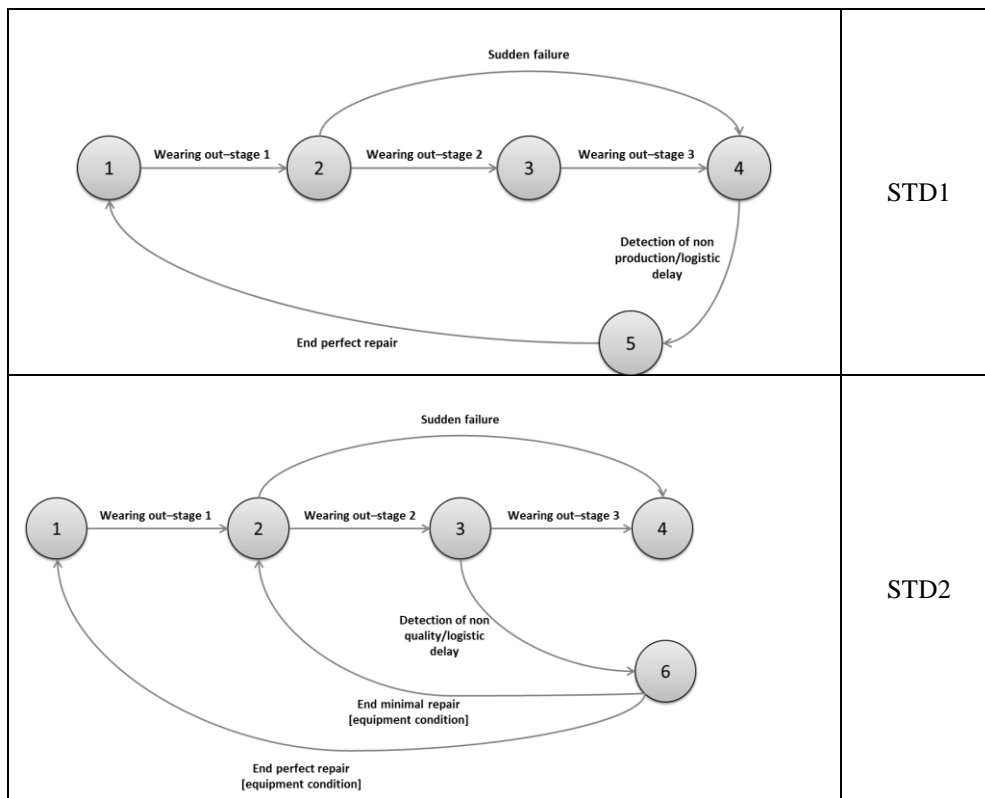 Sudden failure
Wearing out–stage 1
Wearing out–stage 2
Wearing out–stage 3
1
2
3
4
STD1
Detection of non
production/logistic
delay
End perfect repair
5
Sudden failure
Wearing out–stage 1
Wearing out–stage 2
Wearing out–stage 3
1
2
3
4
STD2
Detection of non
quality/logistic
delay
6
End minimal repair
[equipment condition]
End perfect repair
[equipment condition]